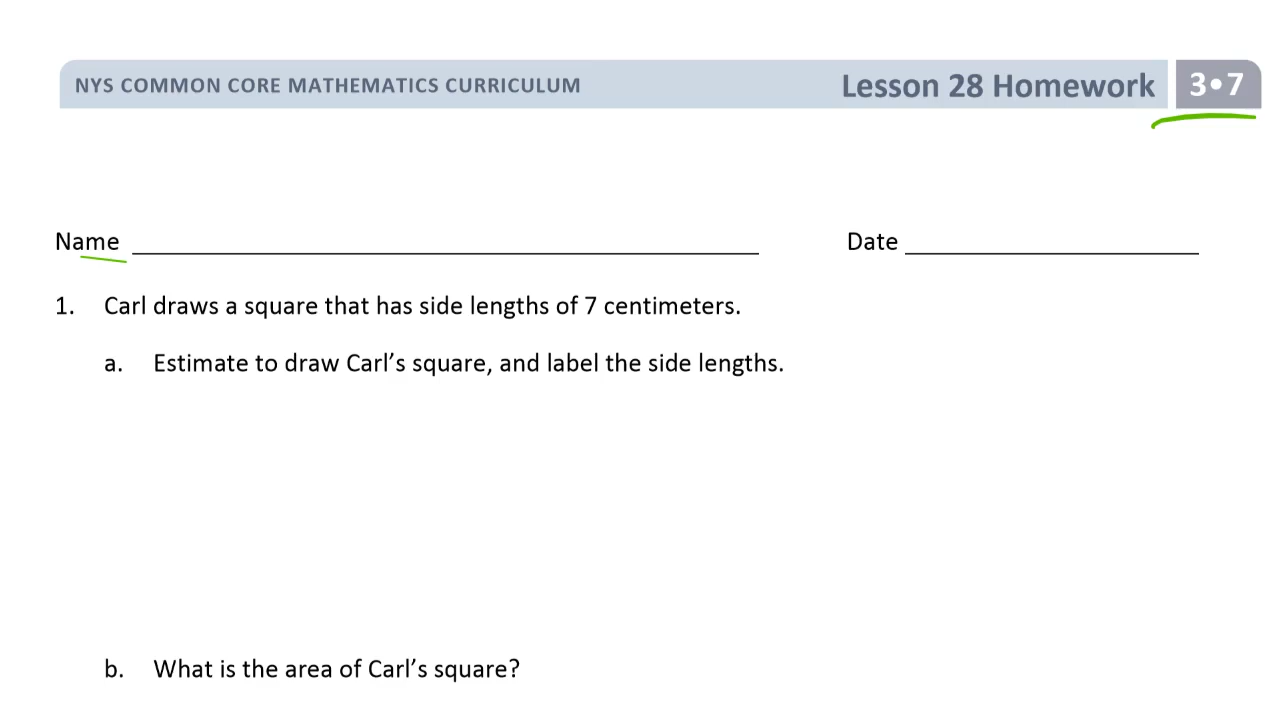 NYS COMMON CORE MATHEMATICS CURRICULUM Lesson 28 Homework 3•7
Name Date
1. Carl draws a square that has side lengths of 7 centimeters.
a. Estimate to draw Carl’s square, and label the side lengths.
b. What is the area of Carl’s square?